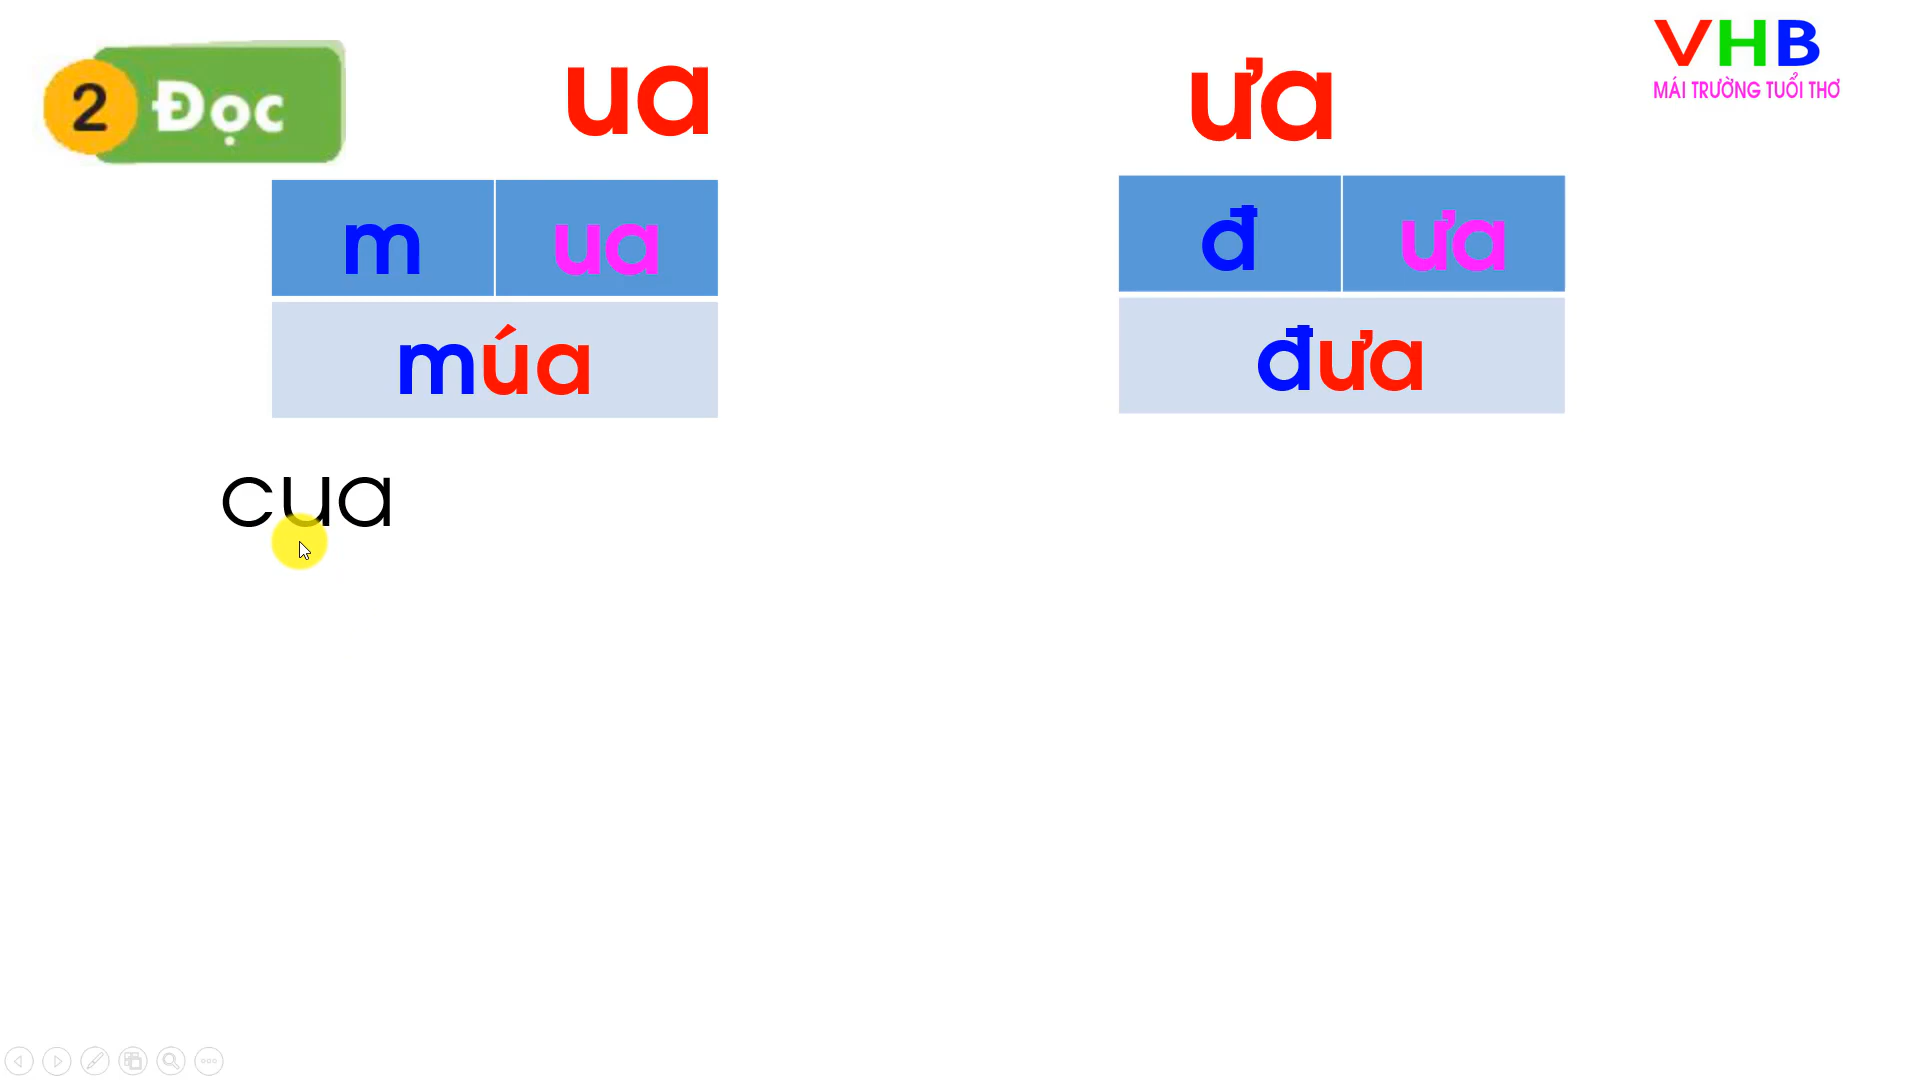 VHB
MÁI TRƯỜNG TUỔI THƠ
2 Đọc
ua
ưa
m ua
múa
đ ưa
đưa
cua